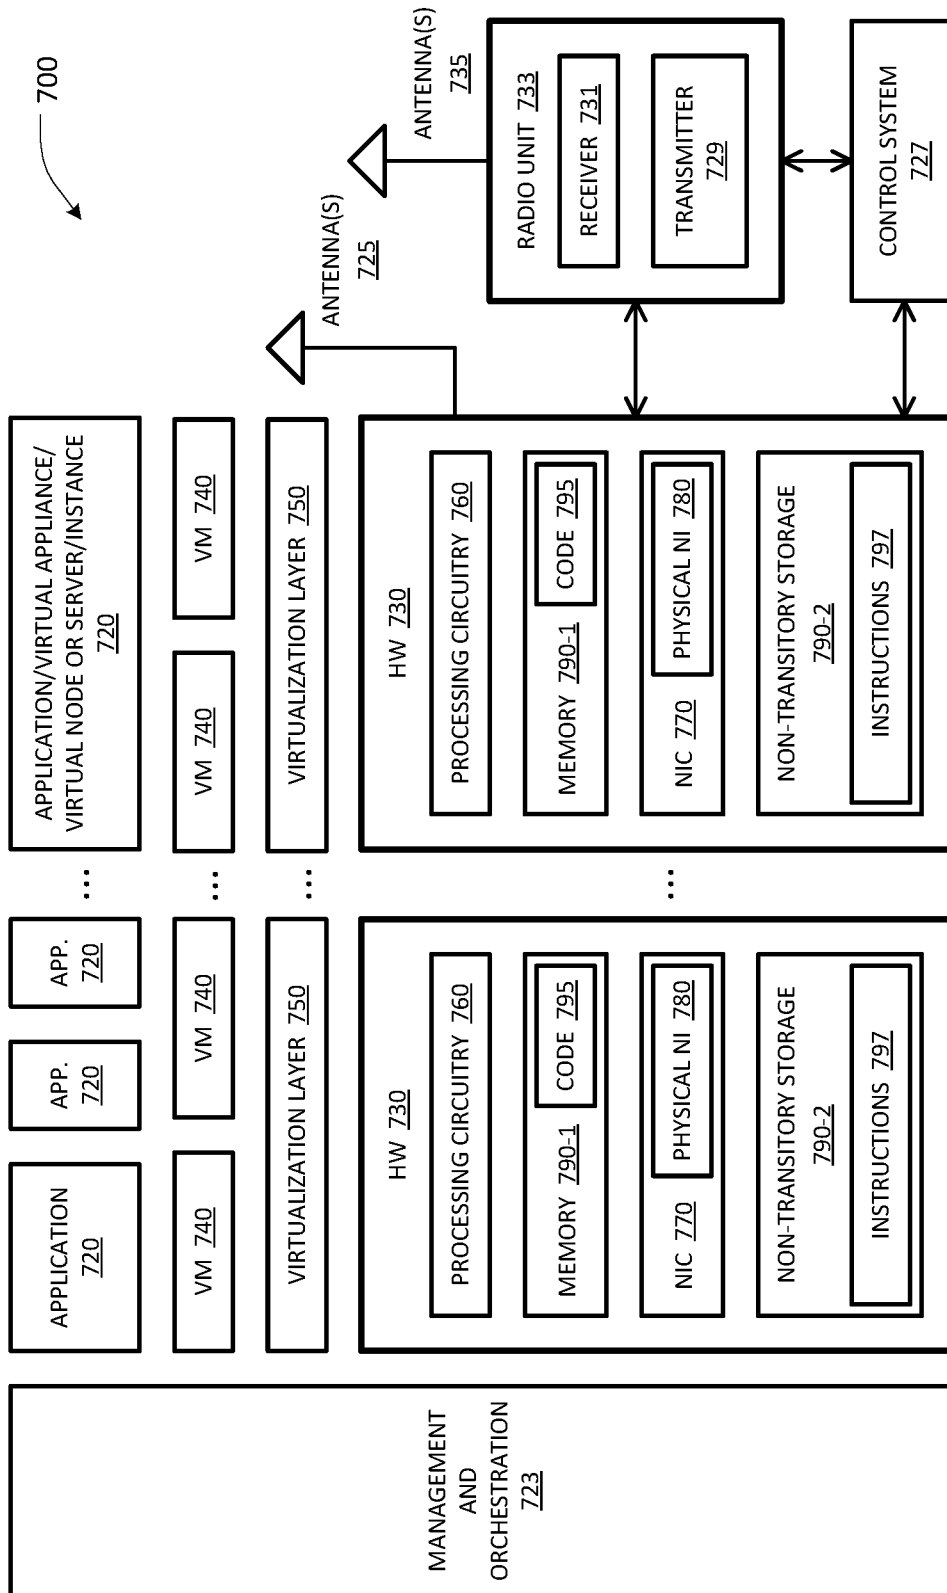 700
MANAGEMENT
AND
ORCHESTRATION
723
APPLICATION
720
APP.
720
APP.
720
...
APPLICATION/VIRTUAL APPLIANCE/
VIRTUAL NODE OR SERVER/INSTANCE
720
VM 740
VM 740
...
VM 740
VM 740
VIRTUALIZATION LAYER 750
...
VIRTUALIZATION LAYER 750
HW 730
PROCESSING CIRCUITRY 760
MEMORY 790-1
CODE 795
NIC 770
PHYSICAL NI 780
NON-TRANSITORY STORAGE
790-2
INSTRUCTIONS 797
...
HW 730
PROCESSING CIRCUITRY 760
MEMORY 790-1
CODE 795
NIC 770
PHYSICAL NI 780
NON-TRANSITORY STORAGE
790-2
INSTRUCTIONS 797
ANTENNA(S)
725
ANTENNA(S)
735
RADIO UNIT 733
RECEIVER 731
TRANSMITTER
729
CONTROL SYSTEM
727